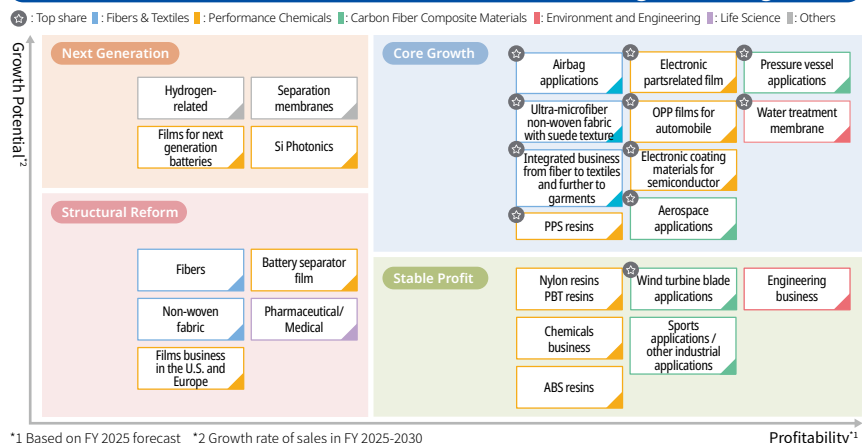 : Top share : Fibers & Textiles : Performance Chemicals : Carbon Fiber Composite Materials : Environment and Engineering : Life Science : Others
Growth Potential*2
Next Generation
Hydrogen-
related
Separation
membranes
Films for next
generation
batteries
Si Photonics
Core Growth
Airbag
applications
Electronic
partsrelated film
Pressure vessel
applications
Ultra-microfiber
non-woven fabric
with suede texture
OPP films for
automobile
Water treatment
membrane
Integrated business
from fiber to textiles
and further to
garments
Electronic coating
materials for
semiconductor
PPS resins
Aerospace
applications
Structural Reform
Fibers
Battery separator
film
Non-woven
fabric
Pharmaceutical/
Medical
Films business
in the U.S. and
Europe
Stable Profit
Nylon resins
PBT resins
Wind turbine blade
applications
Engineering
business
Chemicals
business
Sports
applications /
other industrial
applications
ABS resins
*1 Based on FY 2025 forecast *2 Growth rate of sales in FY 2025-2030
Profitability*1